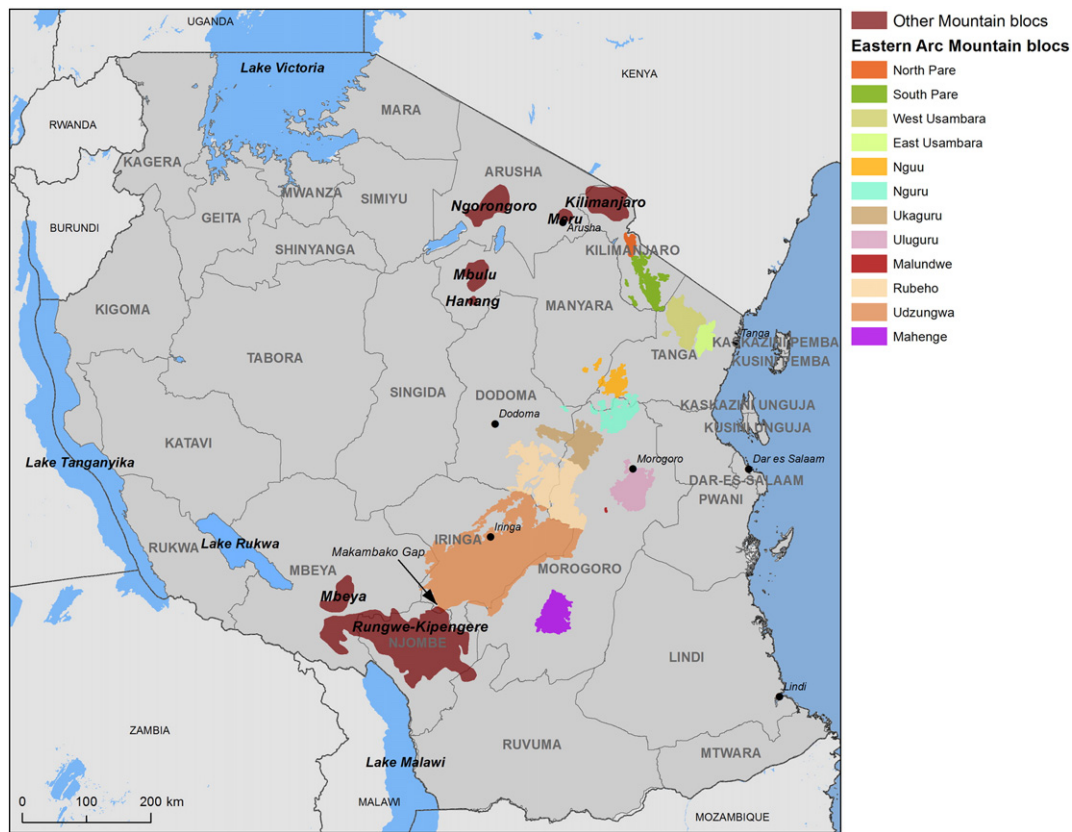 UGANDA
Lake Victoria
KENYA
MARA
RWANDA
KAGERA
MWANZA
SIMIYU
ARUSHA
GEITA
Ngorongoro
Kilimanjaro
Meru
Arusha
BURUNDI
SHINYANGA
KILIMANJARO
Mbulu
Hanang
MANYARA
KIGOMA
TABORA
SINGIDA
TANGA
Tanga
KASKAZINI PEMBA
KUSINI PEMBA
DODOMA
Dodoma
KASKAZINI UNGUJA
KUSINI UNGUJA
KATAVI
Lake Tanganyika
Morogoro
Dar es Salaam
DAR-ES-SALAAM
PWANI
RUKWA
Lake Rukwa
Iringa
IRINGA
Makambako Gap
MBEYA
MOROGORO
Mbeya
Rungwe-Kipengere
NJOMBE
LINDI
Lindi
ZAMBIA
RUVUMA
MTWARA
Lake Malawi
MALAWI
MOZAMBIQUE
0 100 200 km
Other Mountain blocs
Eastern Arc Mountain blocs
North Pare
South Pare
West Usambara
East Usambara
Nguu
Nguru
Ukaguru
Uluguru
Malundwe
Rubeho
Udzungwa
Mahenge